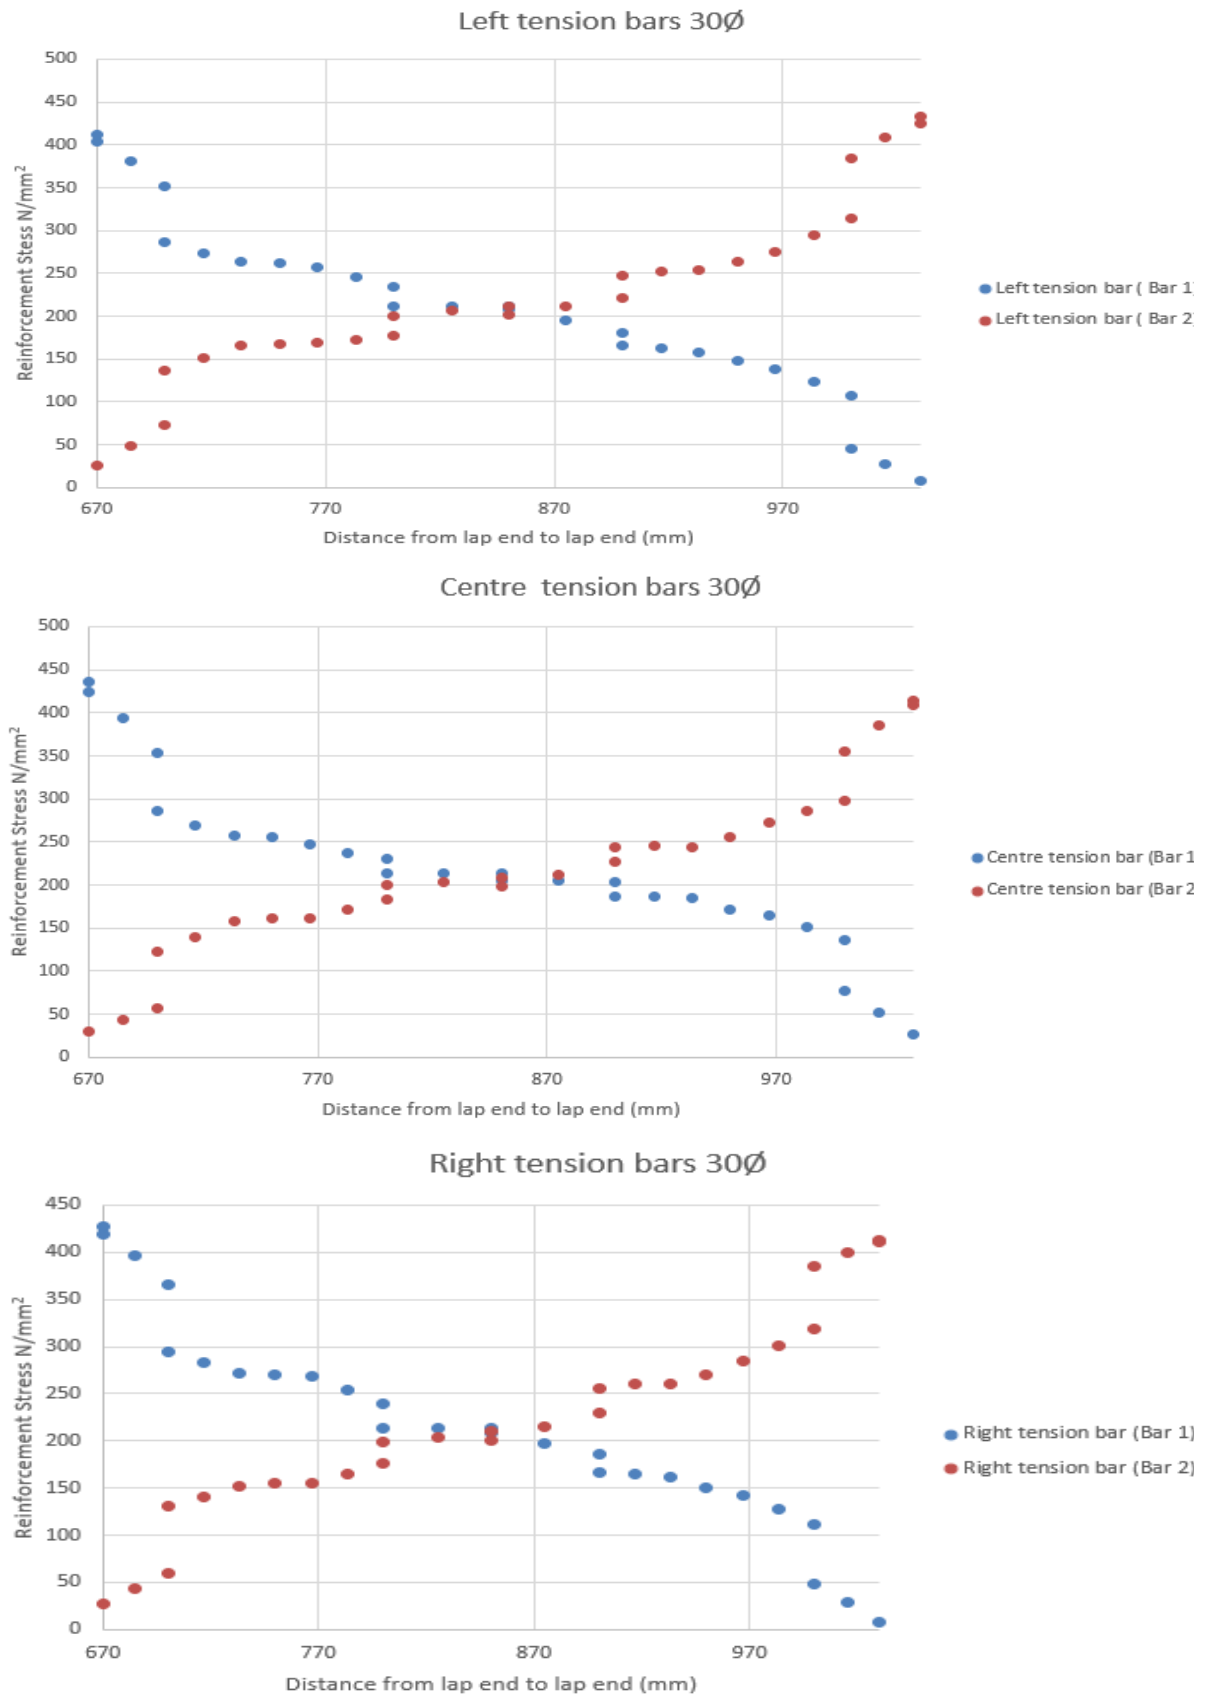 Left tension bars 30Ø
500
450
400
350
300
250
200
150
100
50
0
Reinforcement Stess N/mm²
670 770 870 970
Distance from lap end to lap end (mm)
Left tension bar ( Bar 1)
Left tension bar ( Bar 2)
Centre tension bars 30Ø
500
450
400
350
300
250
200
150
100
50
0
Reinforcement Stress N/mm²
670 770 870 970
Distance from lap end to lap end (mm)
Centre tension bar (Bar 1
Centre tension bar (Bar 2
Right tension bars 30Ø
450
400
350
300
250
200
150
100
50
0
Reinforcement Stress N/mm²
670 770 870 970
Distance from lap end to lap end (mm)
Right tension bar (Bar 1)
Right tension bar (Bar 2)